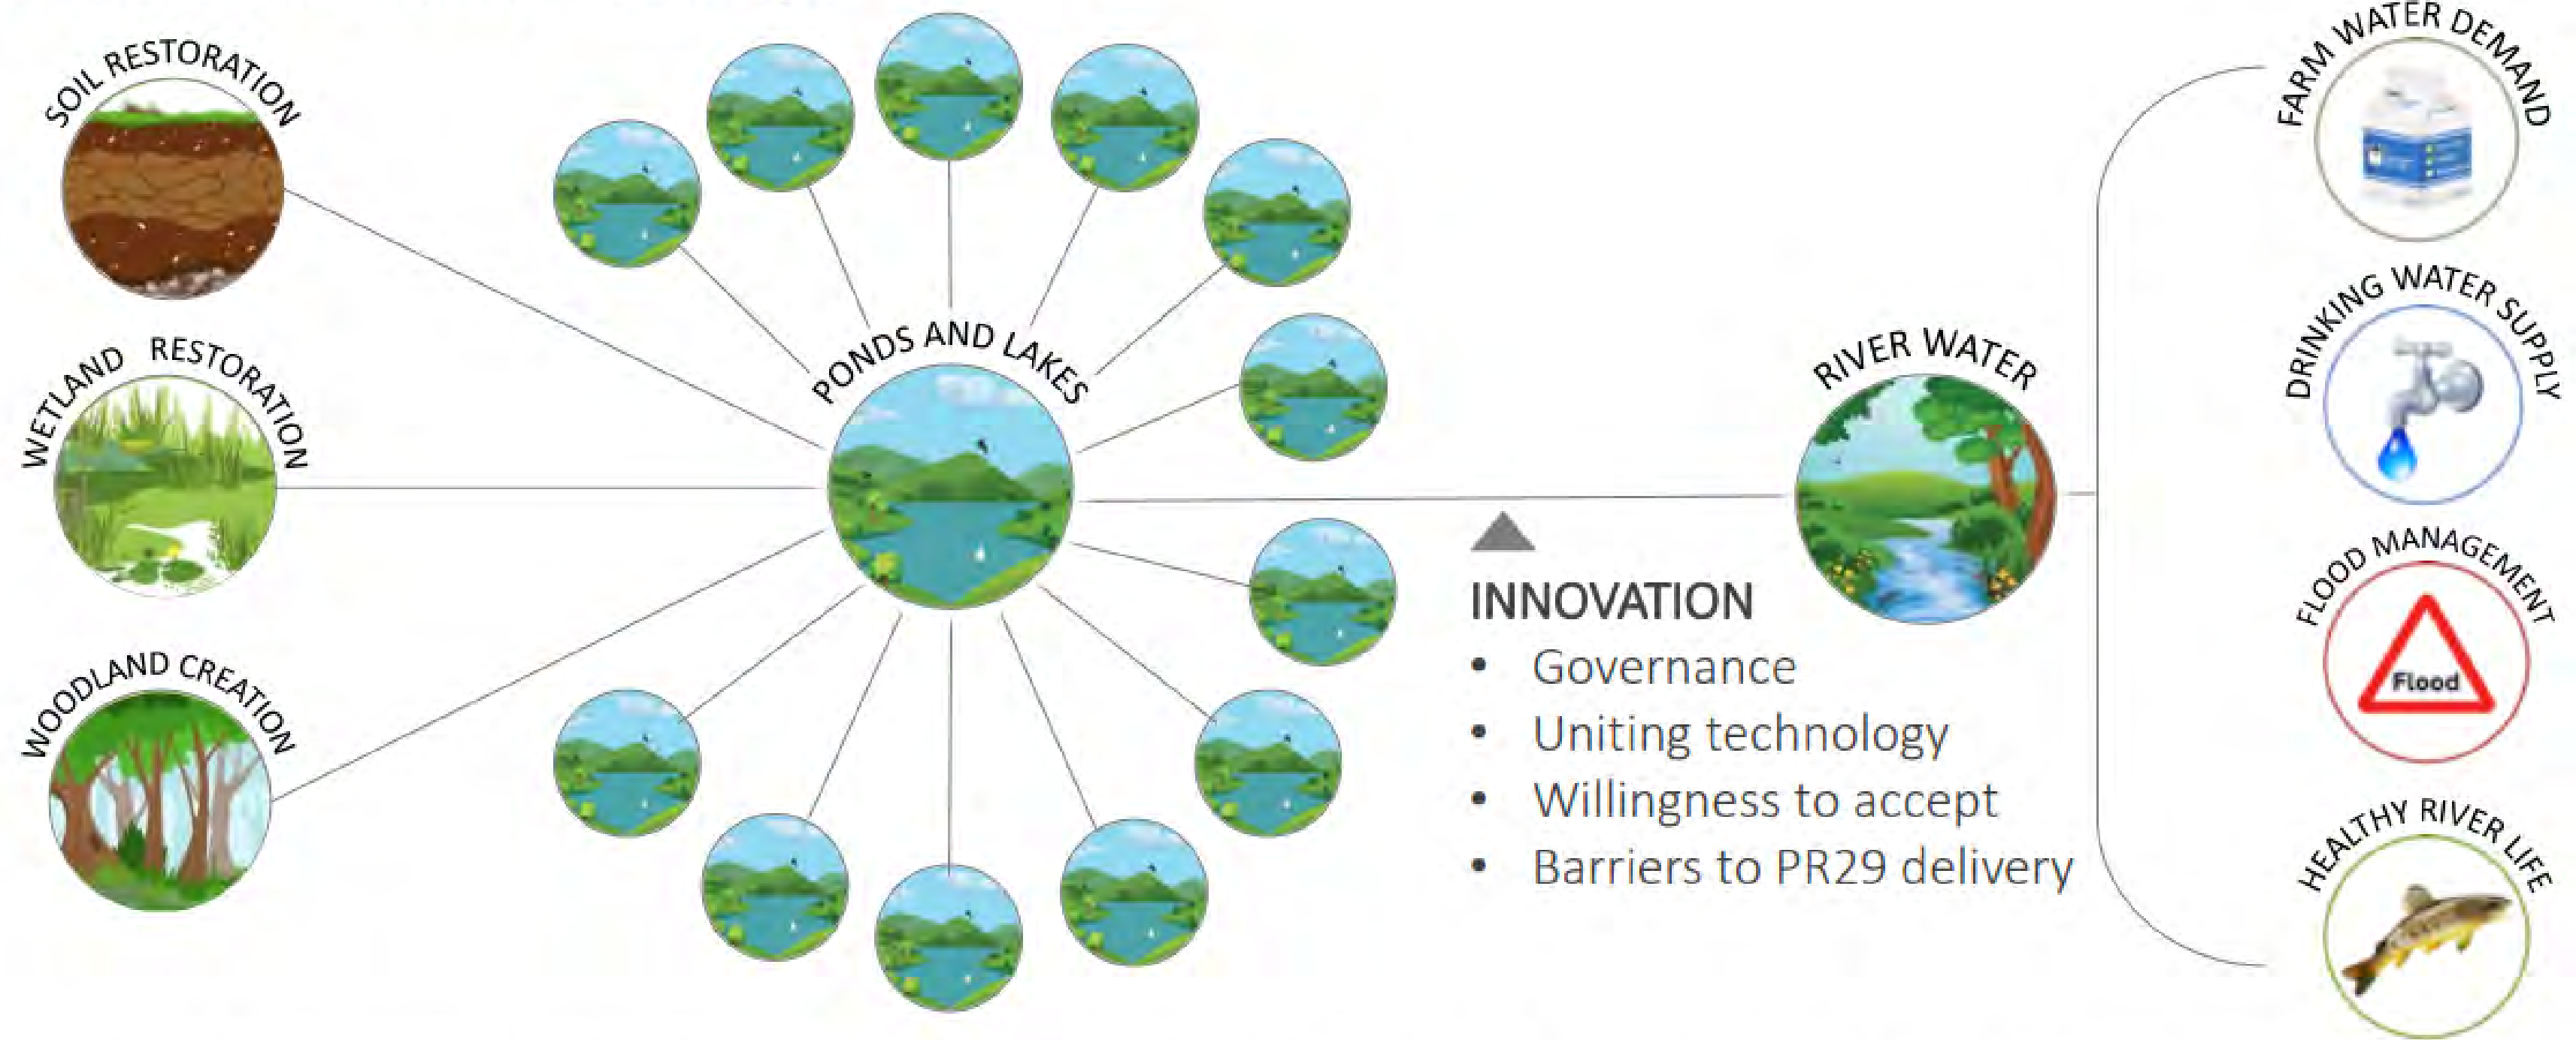 SOIL RESTORATION
WETLAND RESTORATION
WOODLAND CREATION
PONDS AND LAKES
INNOVATION
• Governance
• Uniting technology
• Willingness to accept
• Barriers to PR29 delivery
RIVER WATER
FARM WATER DEMAND
DRINKING WATER SUPPLY
FLOOD MANAGEMENT
Flood
HEALTHY RIVER LIFE